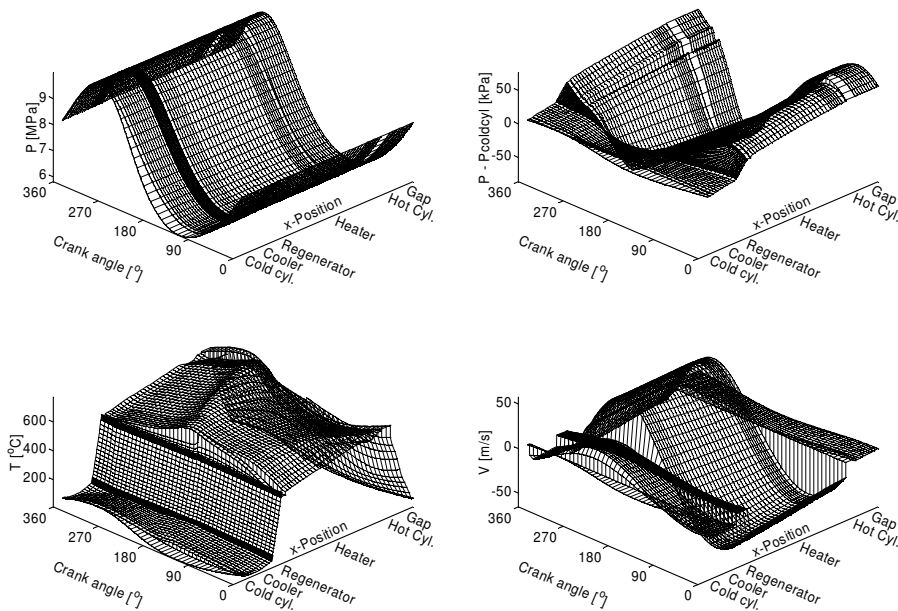 P [MPa]
9
8
7
6
360
270
180
90
0
Crank angle [°]
x-Position
Gap
Hot Cyl.
Heater
Regenerator
Cooler
Cold cyl.
P - Pcoldcyl [kPa]
50
0
-50
360
270
180
90
0
Crank angle [°]
x-Position
Gap
Hot Cyl.
Heater
Regenerator
Cooler
Cold cyl.
T [°C]
600
400
200
360
270
180
90
0
Crank angle [°]
x-Position
Gap
Hot Cyl.
Heater
Regenerator
Cooler
Cold cyl.
V [m/s]
50
0
-50
360
270
180
90
0
Crank angle [°]
x-Position
Gap
Hot Cyl.
Heater
Regenerator
Cooler
Cold cyl.